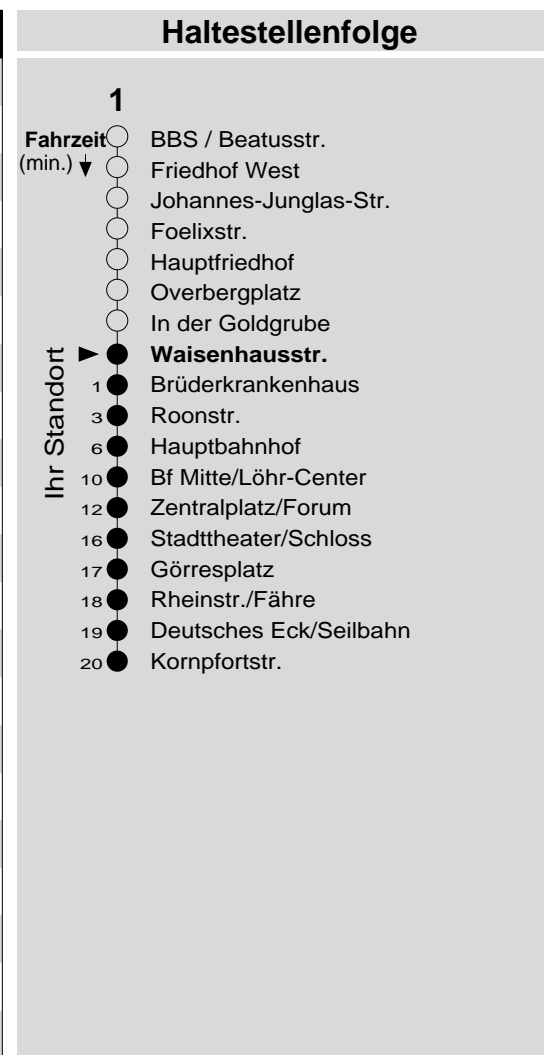 Haltestellenfolge
1
Fahrzeit BBS / Beatusstr.
(min.) Friedhof West
Johannes-Junglas-Str.
Foelixstr.
Hauptfriedhof
Overbergplatz
In der Goldgrube
Ihr Standort
Waisenhausstr.
1 Brüderkrankenhaus
3 Roonstr.
6 Hauptbahnhof
10 Bf Mitte/Löhr-Center
12 Zentralplatz/Forum
16 Stadttheater/Schloss
17 Görresplatz
18 Rheinstr./Fähre
19 Deutsches Eck/Seilbahn
20 Kornpfortstr.